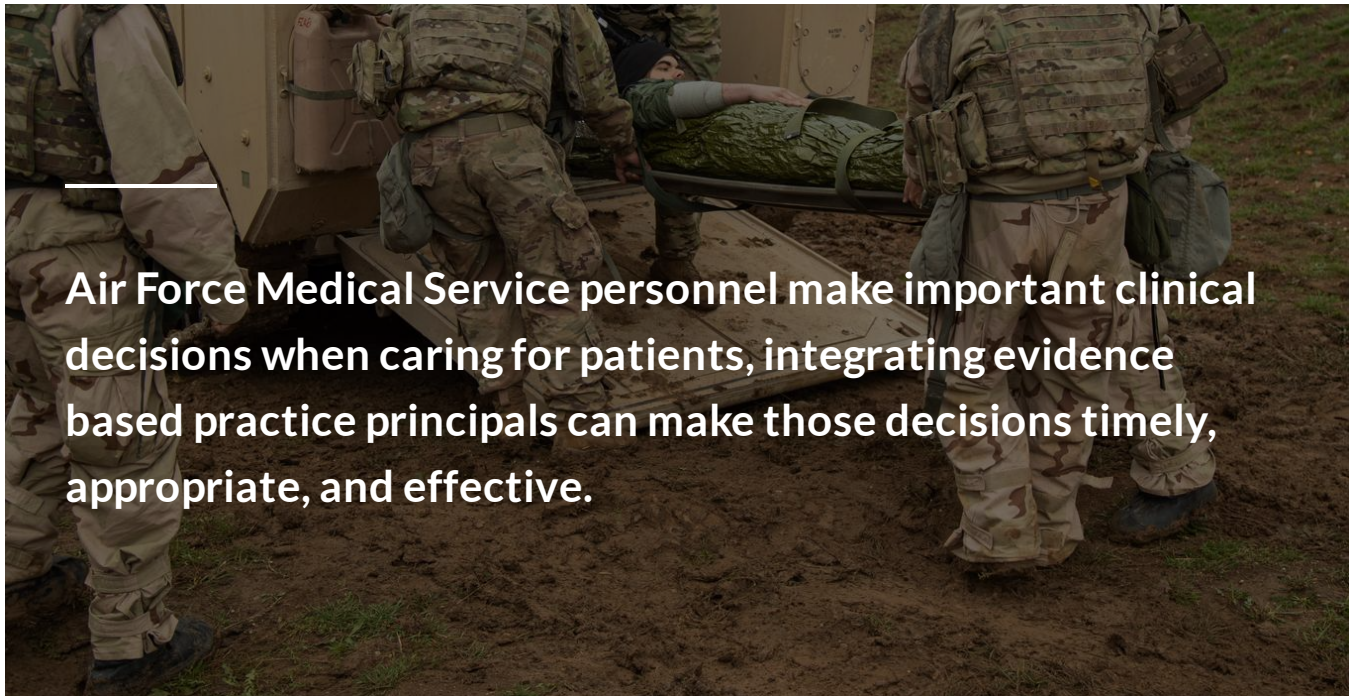 Air Force Medical Service personnel make important clinical
decisions when caring for patients, integrating evidence
based practice principals can make those decisions timely,
appropriate, and effective.